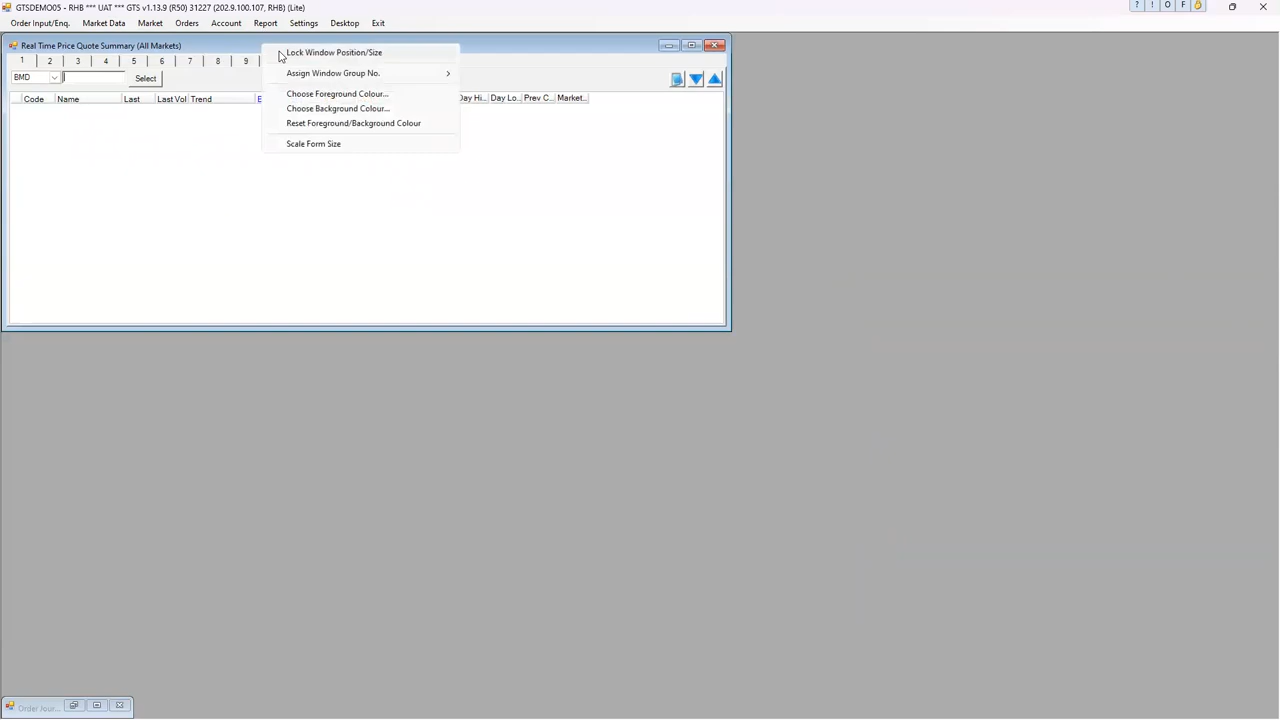 GTSDEMO05 - RHB *** UAT *** GTS v1.13.9 (R50) 31227 (202.9.100.107, RHB) (Lite)
? ! O F
Order Input/Enq. Market Data Market Orders Account Report Settings Desktop Exit
Real Time Price Quote Summary (All Markets)
1 2 3 4 5 6 7 8 9
BMD Select
Code Name Last Last Vol Trend Day Hi... Day Lo... Prev C... Market...
Lock Window Position/Size
Assign Window Group No.
Choose Foreground Colour...
Choose Background Colour...
Reset Foreground/Background Colour
Scale Form Size
Order Jour...